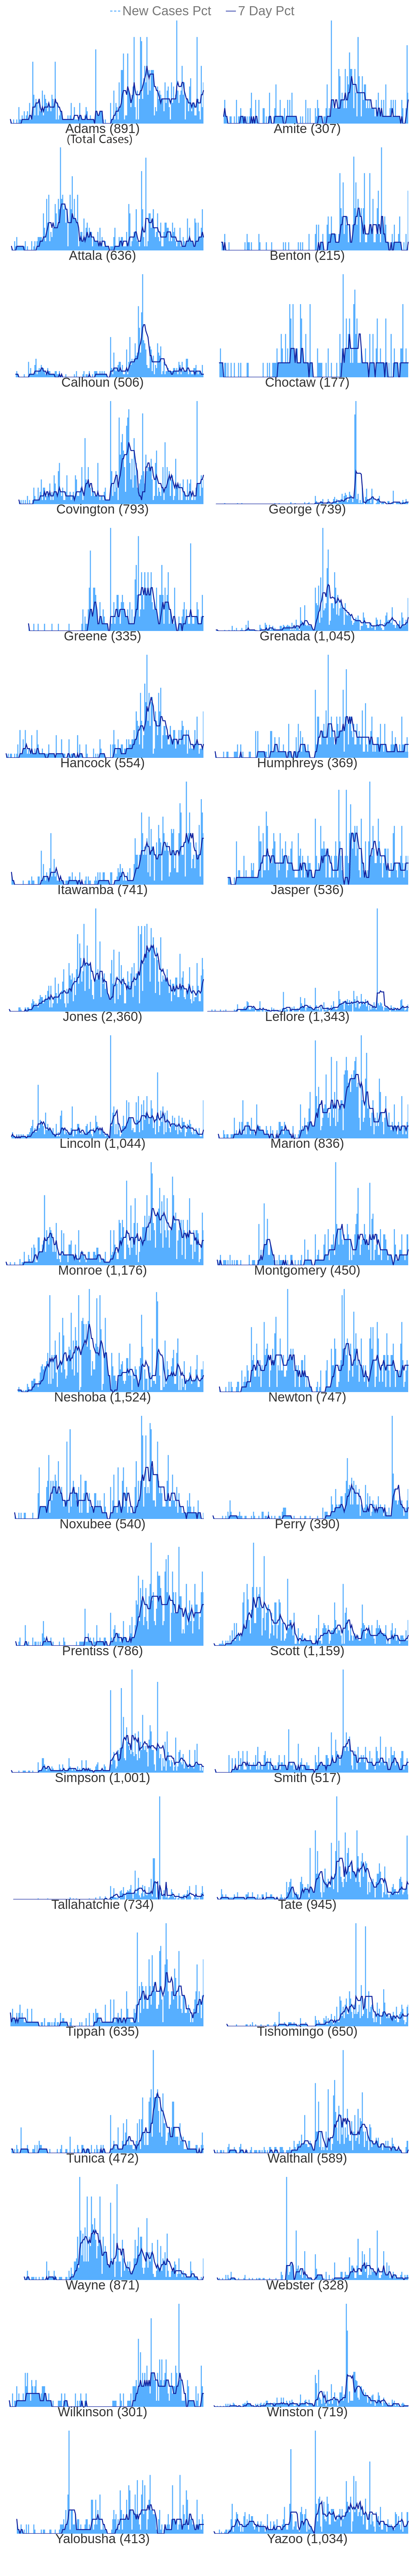 New Cases Pct 7 Day Pct
Adams (891) Amite (307)
(Total Cases)
Attala (636) Benton (215)
Calhoun (506) Choctaw (177)
Covington (793) George (739)
Greene (335) Grenada (1,045)
Hancock (554) Humphreys (369)
Itawamba (741) Jasper (536)
Jones (2,360) Leflore (1,343)
Lincoln (1,044) Marion (836)
Monroe (1,176) Montgomery (450)
Neshoba (1,524) Newton (747)
Noxubee (540) Perry (390)
Prentiss (786) Scott (1,159)
Simpson (1,001) Smith (517)
Tallahatchie (734) Tate (945)
Tippah (635) Tishomingo (650)
Tunica (472) Walthall (589)
Wayne (871) Webster (328)
Wilkinson (301) Winston (719)
Yalobusha (413) Yazoo (1,034)